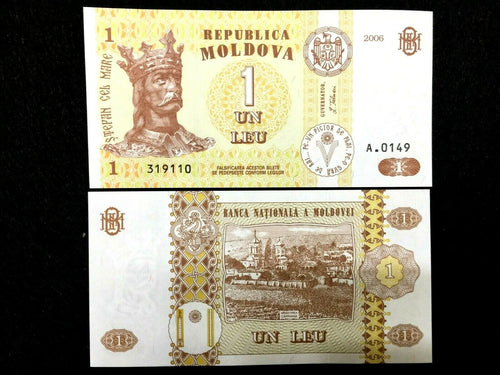 1
REPUBLICA
MOLDOVA
2006
ȘTEFAN CEL MARE
1
UN
LEU
GUVERNATOR,
A.0149
1 319110
FALSIFICAREA ACESTOR BILETE
SE PEDEPSEȘTE CONFORM LEGILOR
1
BANCA NAȚIONALĂ A MOLDOVEI
1
1
1
1
UN LEU